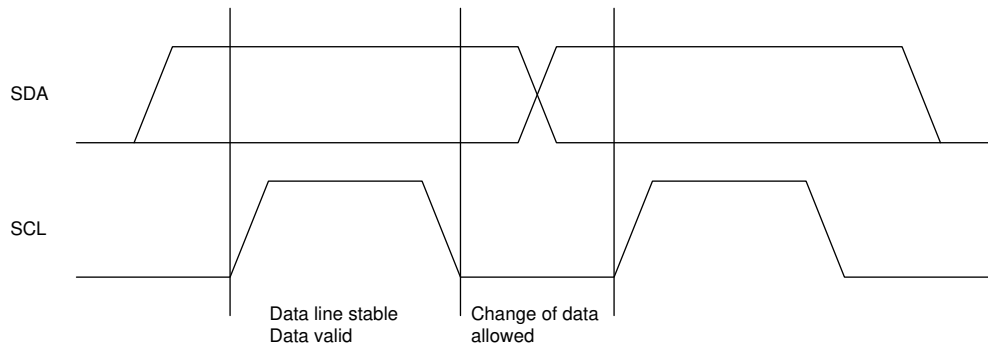 SDA
SCL
Data line stable
Data valid
Change of data
allowed